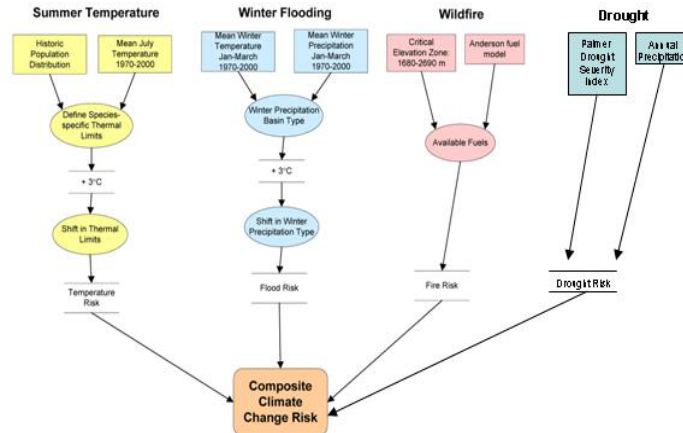 Summer Temperature
Winter Flooding
Wildfire
Drought
Historic
Population
Distribution
Mean July
Temperature
1970-2000
Mean Winter
Temperature
Jan-March
1970-2000
Mean Winter
Precipitation
Jan-March
1970-2000
Critical
Elevation Zone:
1680-2690 m
Anderson fuel
model
Palmer
Drought
Severity
Index
Annual
Precipitation
Define Species-
specific Thermal
Limits
Winter Precipitation
Basin Type
Available Fuels
+ 3°C
+ 3°C
Shift in Thermal
Limits
Shift in Winter
Precipitation Type
Temperature
Risk
Flood Risk
Fire Risk
Drought Risk
Composite
Climate
Change Risk